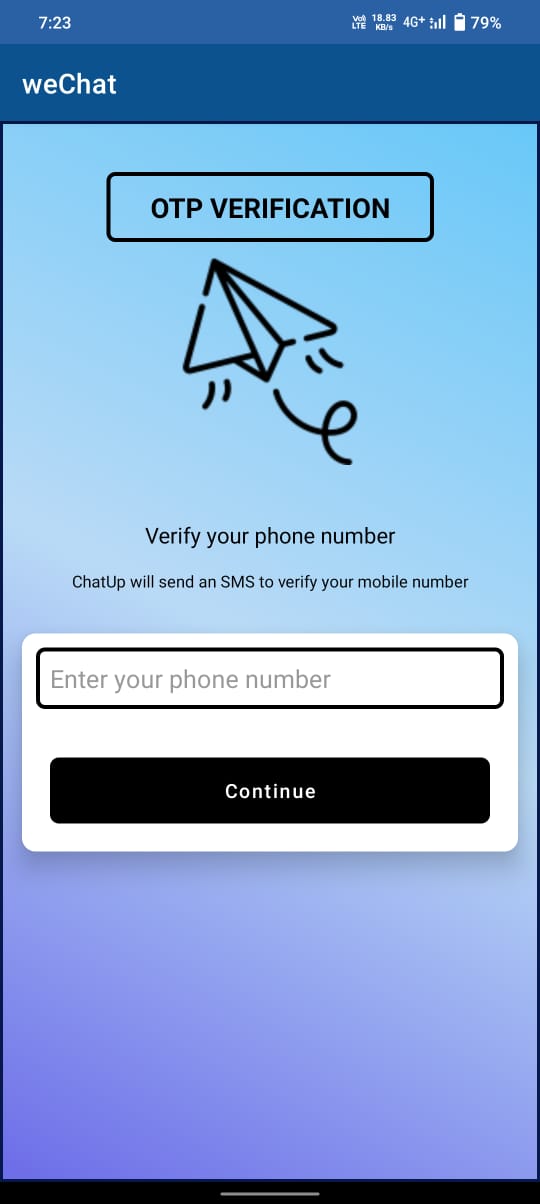 7:23
Vo) LTE 18.83 KB/s 4G+ 79%
weChat
OTP VERIFICATION
Verify your phone number
ChatUp will send an SMS to verify your mobile number
Enter your phone number
Continue